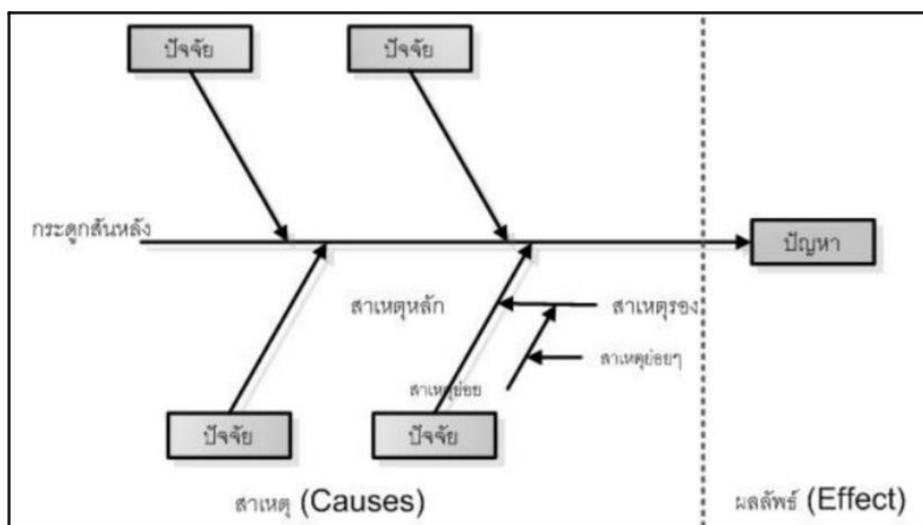 ปัจจัย ปัจจัย
กระดูกสันหลัง
ปัญหา
สาเหตุหลัก สาเหตุรอง
สาเหตุย่อยๆ
สาเหตุย่อย
ปัจจัย ปัจจัย
สาเหตุ (Causes) ผลลัพธ์ (Effect)